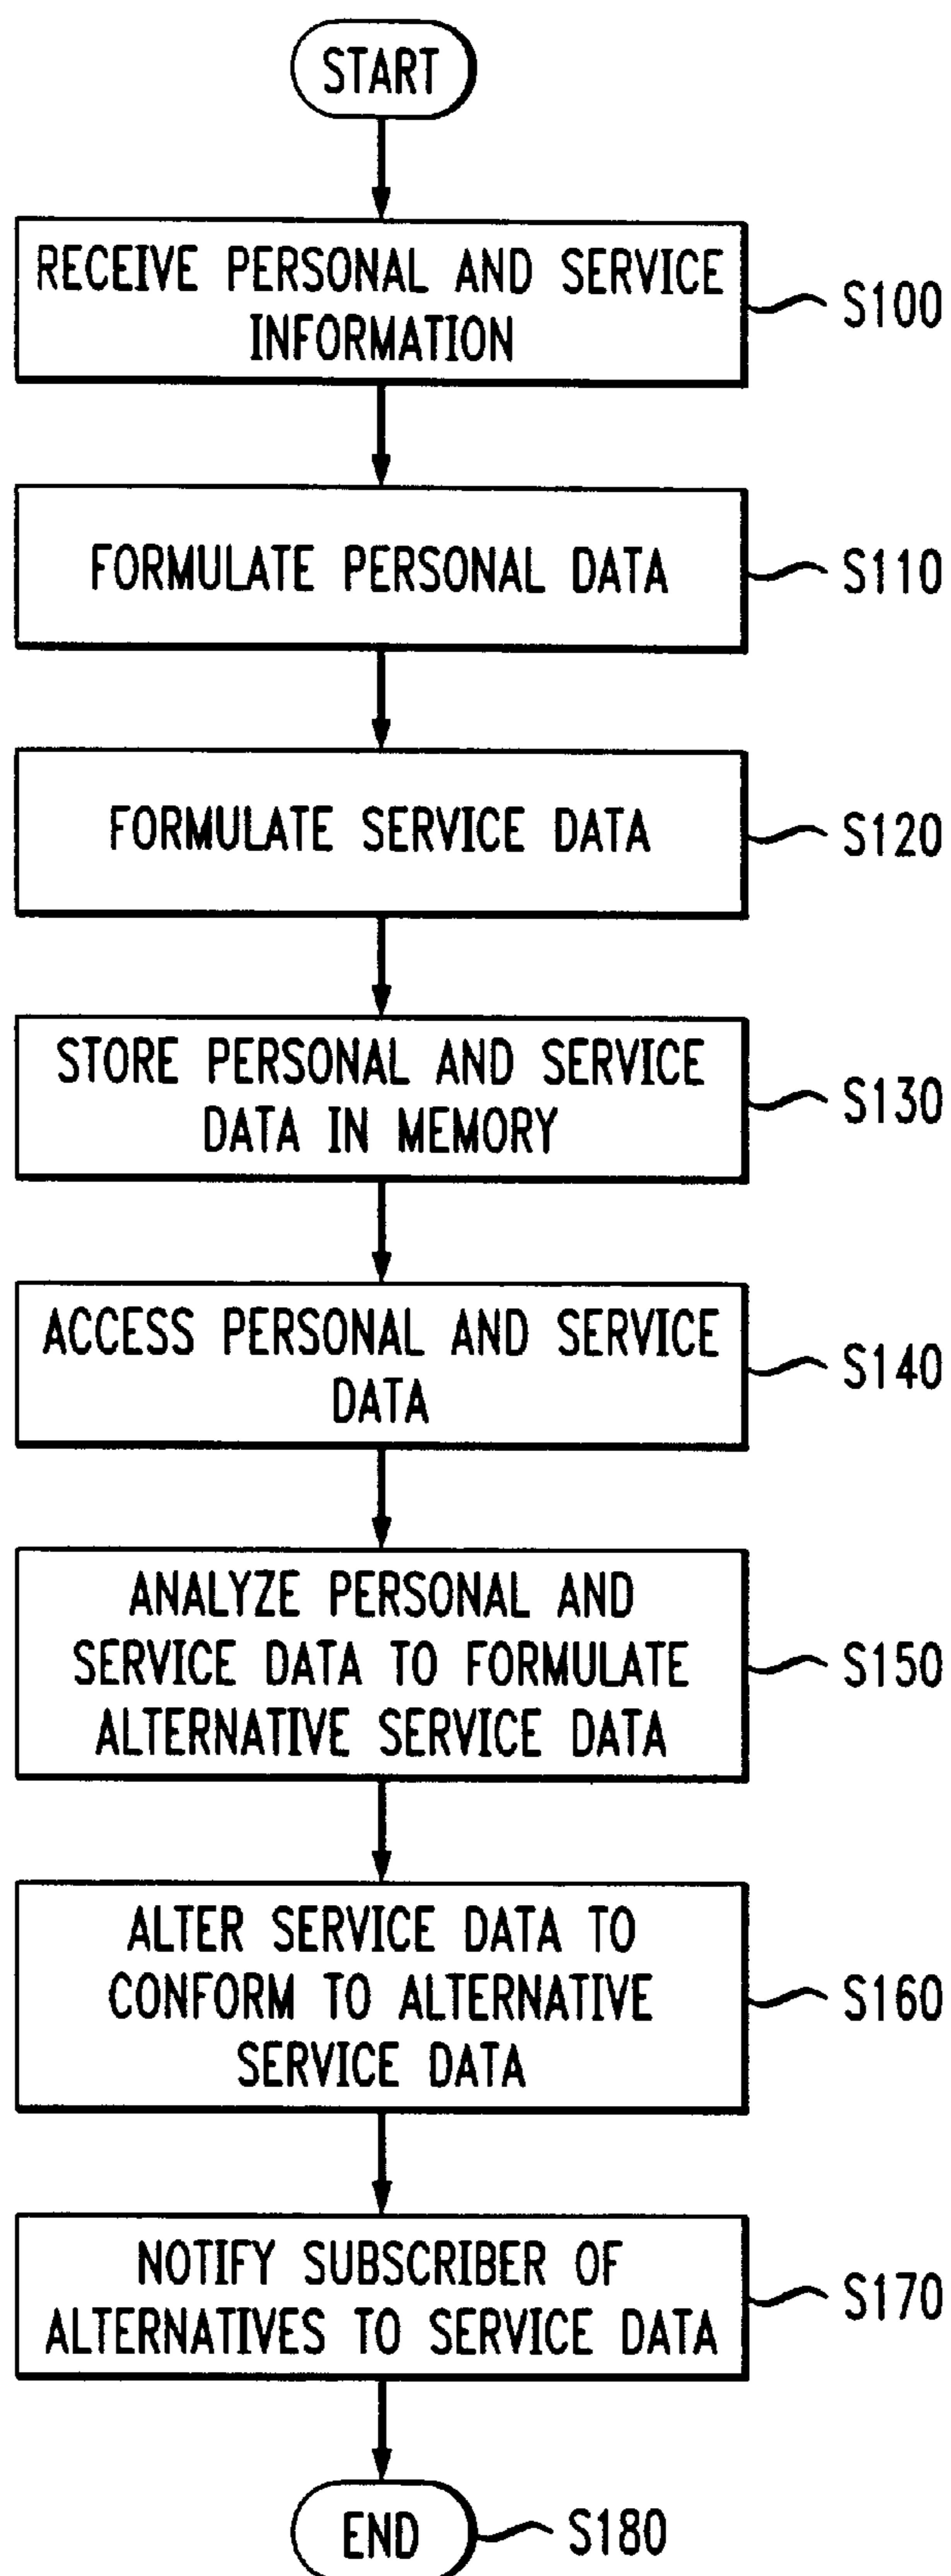 START
RECEIVE PERSONAL AND SERVICE
INFORMATION
S100
FORMULATE PERSONAL DATA
S110
FORMULATE SERVICE DATA
S120
STORE PERSONAL AND SERVICE
DATA IN MEMORY
S130
ACCESS PERSONAL AND SERVICE
DATA
S140
ANALYZE PERSONAL AND
SERVICE DATA TO FORMULATE
ALTERNATIVE SERVICE DATA
S150
ALTER SERVICE DATA TO
CONFORM TO ALTERNATIVE
SERVICE DATA
S160
NOTIFY SUBSCRIBER OF
ALTERNATIVES TO SERVICE DATA
S170
END
S180